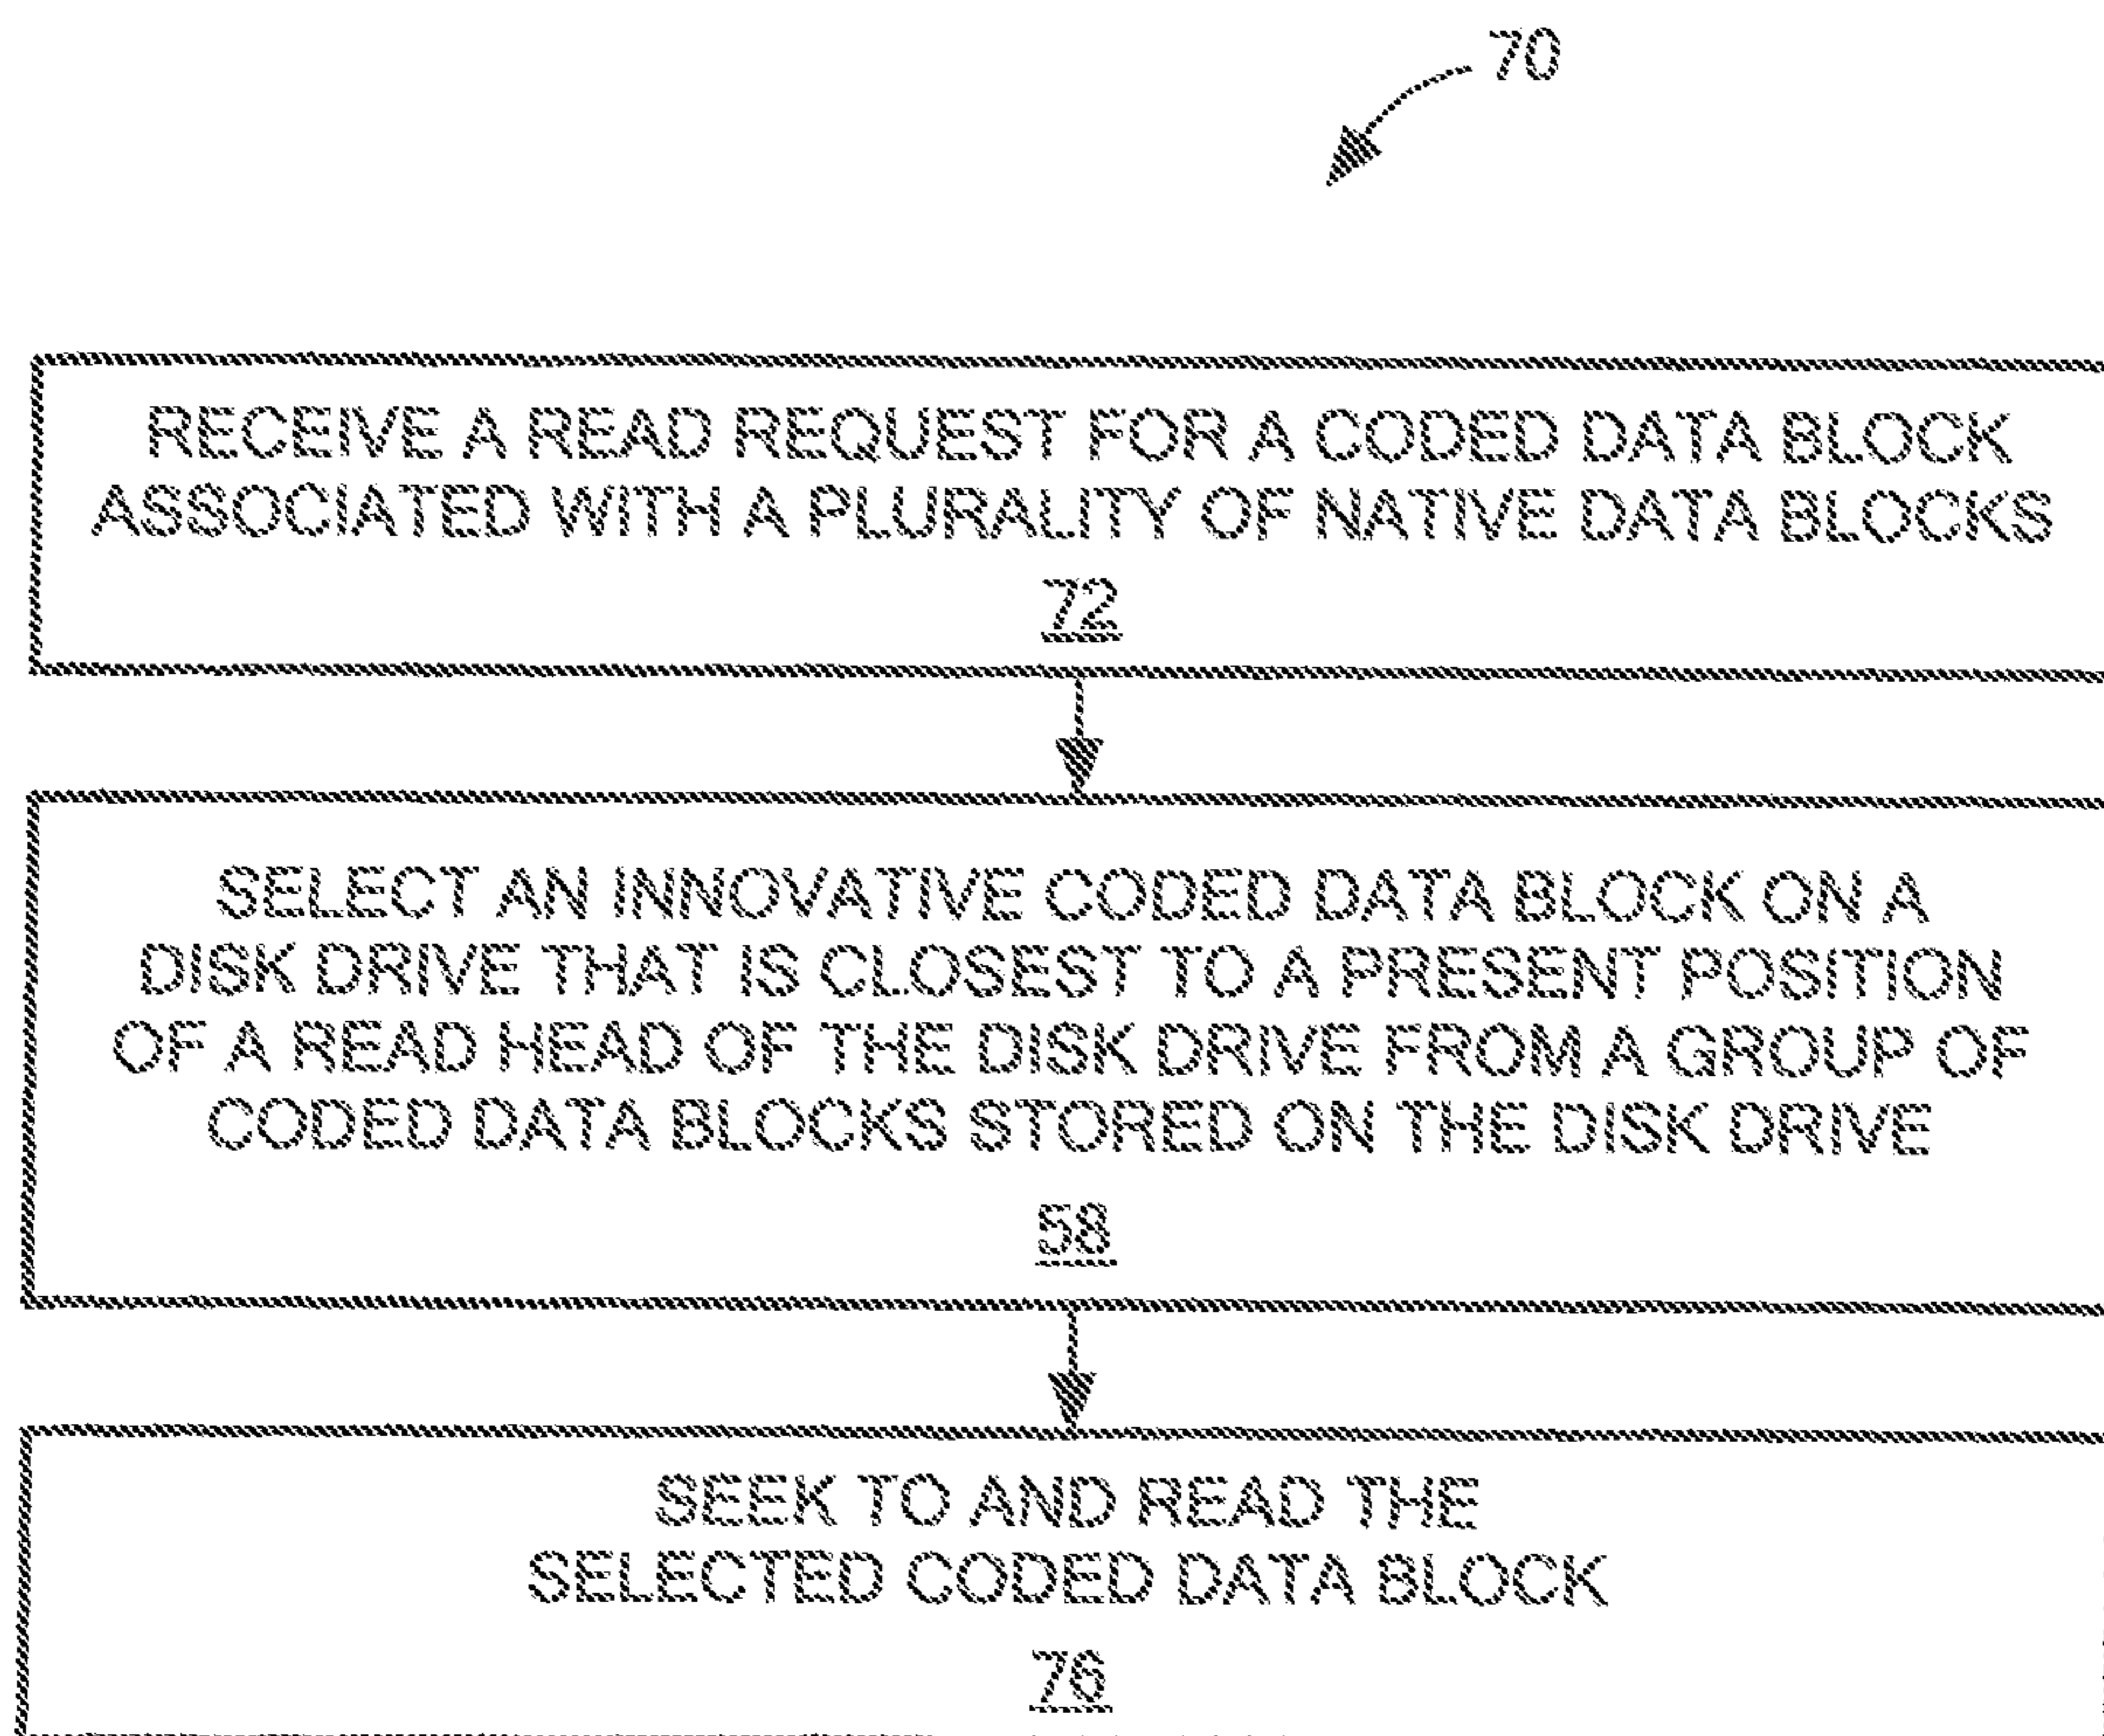 70
RECEIVE A READ REQUEST FOR A CODED DATA BLOCK
ASSOCIATED WITH A PLURALITY OF NATIVE DATA BLOCKS
72
SELECT AN INNOVATIVE CODED DATA BLOCK ON A
DISK DRIVE THAT IS CLOSEST TO A PRESENT POSITION
OF A READ HEAD OF THE DISK DRIVE FROM A GROUP OF
CODED DATA BLOCKS STORED ON THE DISK DRIVE
58
SEEK TO AND READ THE
SELECTED CODED DATA BLOCK
76